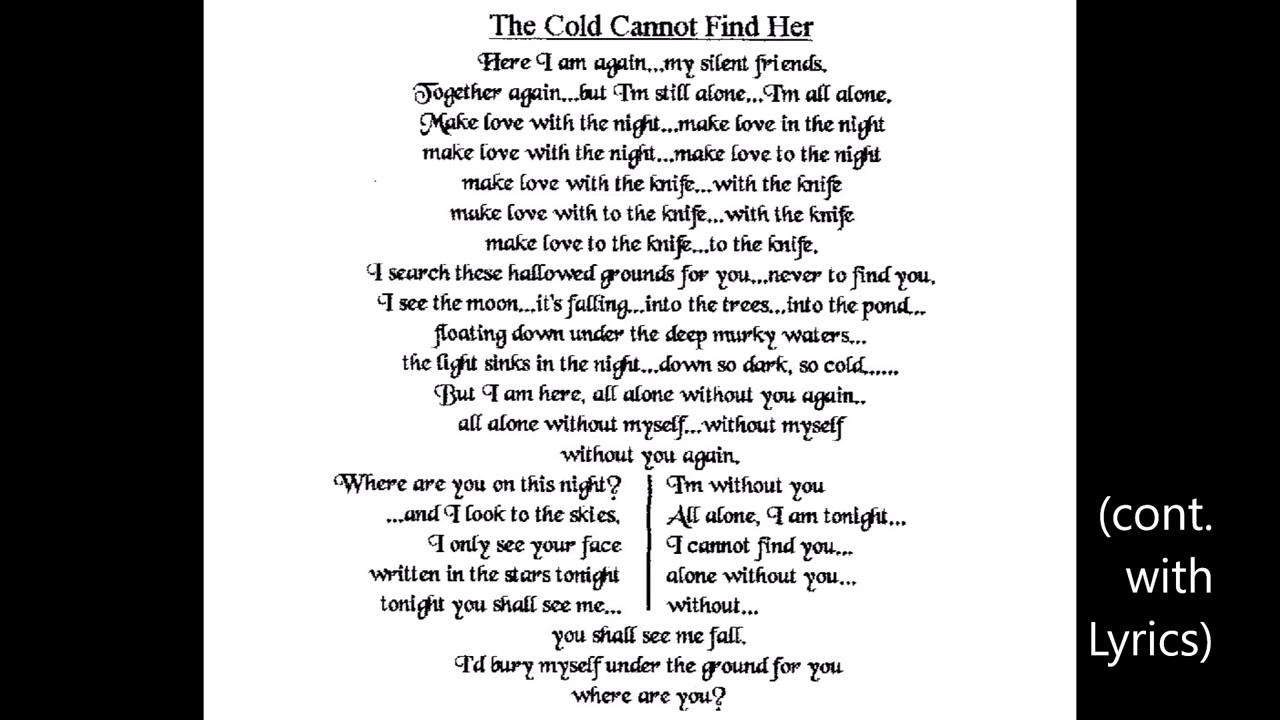 The Cold Cannot Find Her
Here I am again...my silent friends.
Together again...but I'm still alone...I'm all alone.
Make love with the night...make love in the night
make love with the night...make love to the night
make love with the knife...with the knife
make love with to the knife...with the knife
make love to the knife...to the knife.
I search these hallowed grounds for you...never to find you.
I see the moon...it's falling...into the trees...into the pond...
floating down under the deep murky waters...
the light sinks in the night...down so dark, so cold......
But I am here, all alone without you again..
all alone without myself...without myself
without you again.
Where are you on this night?
...and I look to the skies.
I only see your face
written in the stars tonight
tonight you shall see me...
I'm without you
All alone, I am tonight...
I cannot find you...
alone without you...
without...
you shall see me fall.
I'd bury myself under the ground for you
where are you?
(cont.
with
Lyrics)